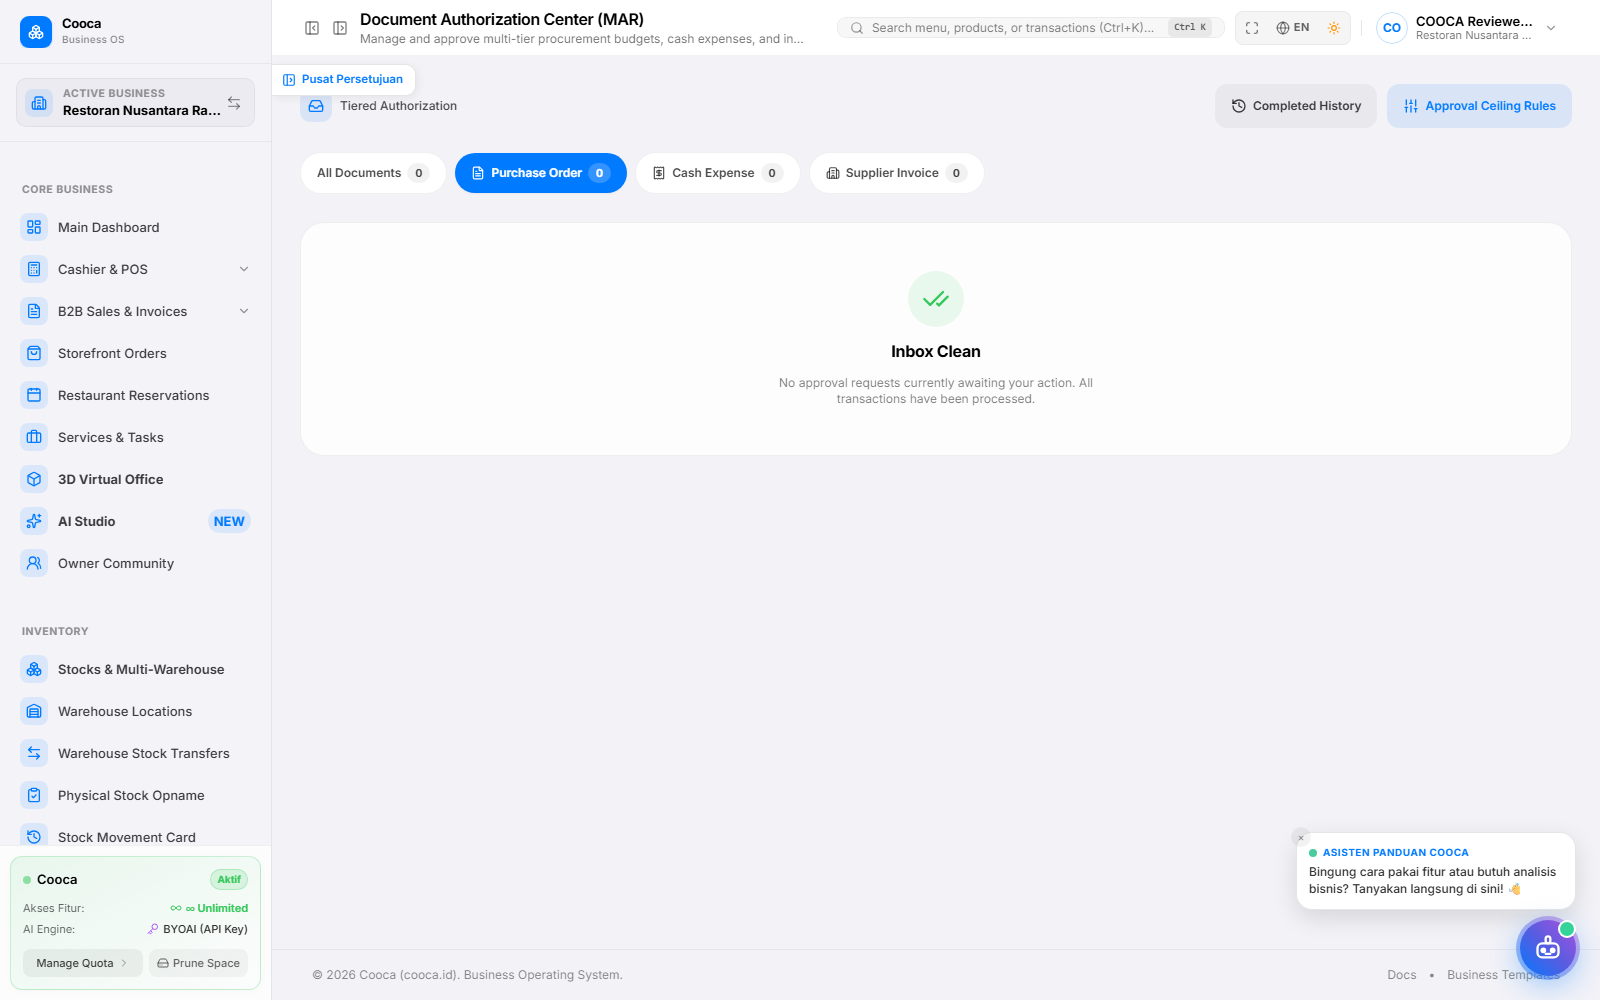 Cooca
Business OS
ACTIVE BUSINESS
Restoran Nusantara Ra...
CORE BUSINESS
Main Dashboard
Cashier & POS
B2B Sales & Invoices
Storefront Orders
Restaurant Reservations
Services & Tasks
3D Virtual Office
AI Studio NEW
Owner Community
INVENTORY
Stocks & Multi-Warehouse
Warehouse Locations
Warehouse Stock Transfers
Physical Stock Opname
Stock Movement Card
Cooca Aktif
Akses Fitur: ∞ Unlimited
AI Engine: BYOAI (API Key)
Manage Quota Prune Space
Document Authorization Center (MAR)
Manage and approve multi-tier procurement budgets, cash expenses, and in...
Search menu, products, or transactions (Ctrl+K)... Ctrl K
EN
CO
COOCA Reviewe...
Restoran Nusantara ...
Pusat Persetujuan
Tiered Authorization
Completed History
Approval Ceiling Rules
All Documents 0
Purchase Order 0
Cash Expense 0
Supplier Invoice 0
Inbox Clean
No approval requests currently awaiting your action. All
transactions have been processed.
ASISTEN PANDUAN COOCA
Bingung cara pakai fitur atau butuh analisis
bisnis? Tanyakan langsung di sini! 👋
© 2026 Cooca (cooca.id). Business Operating System.
Docs • Business Templates